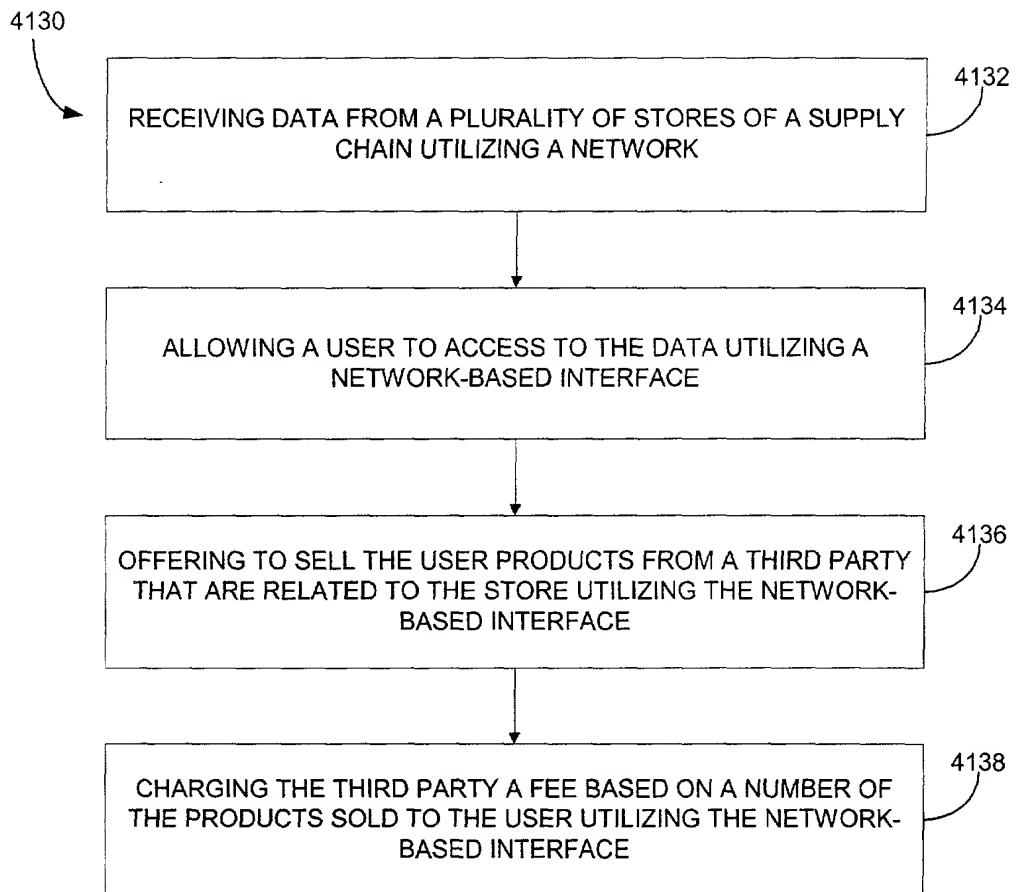 4130
4132
RECEIVING DATA FROM A PLURALITY OF STORES OF A SUPPLY
CHAIN UTILIZING A NETWORK
4134
ALLOWING A USER TO ACCESS TO THE DATA UTILIZING A
NETWORK-BASED INTERFACE
4136
OFFERING TO SELL THE USER PRODUCTS FROM A THIRD PARTY
THAT ARE RELATED TO THE STORE UTILIZING THE NETWORK-
BASED INTERFACE
4138
CHARGING THE THIRD PARTY A FEE BASED ON A NUMBER OF
THE PRODUCTS SOLD TO THE USER UTILIZING THE NETWORK-
BASED INTERFACE